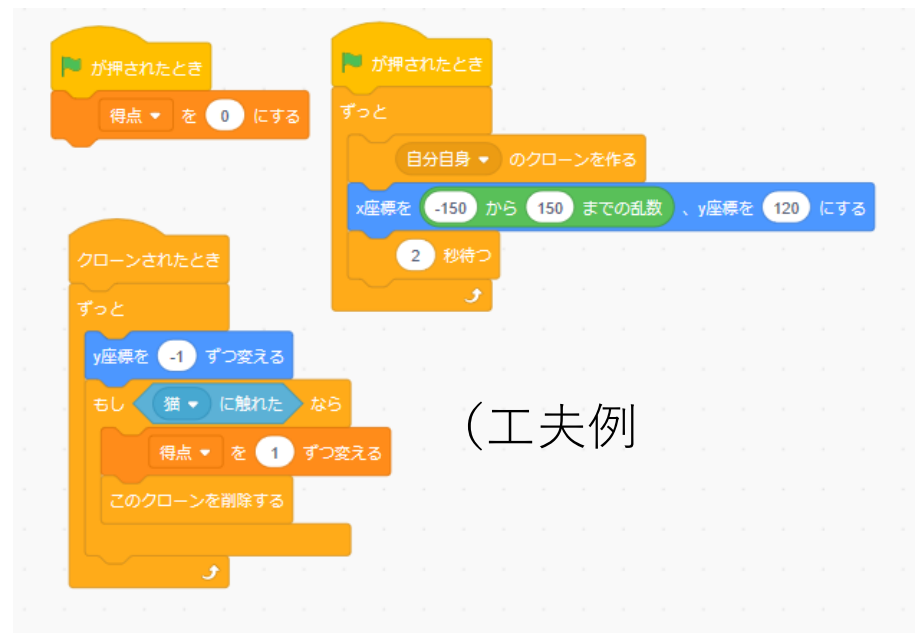 が押されたとき
得点 を 0 にする
が押されたとき
ずっと
自分自身 のクローンを作る
x座標を -150 から 150 までの乱数 、y座標を 120 にする
2 秒待つ
クローンされたとき
ずっと
y座標を -1 ずつ変える
もし 猫 に触れた なら
得点 を 1 ずつ変える
このクローンを削除する
（工夫例